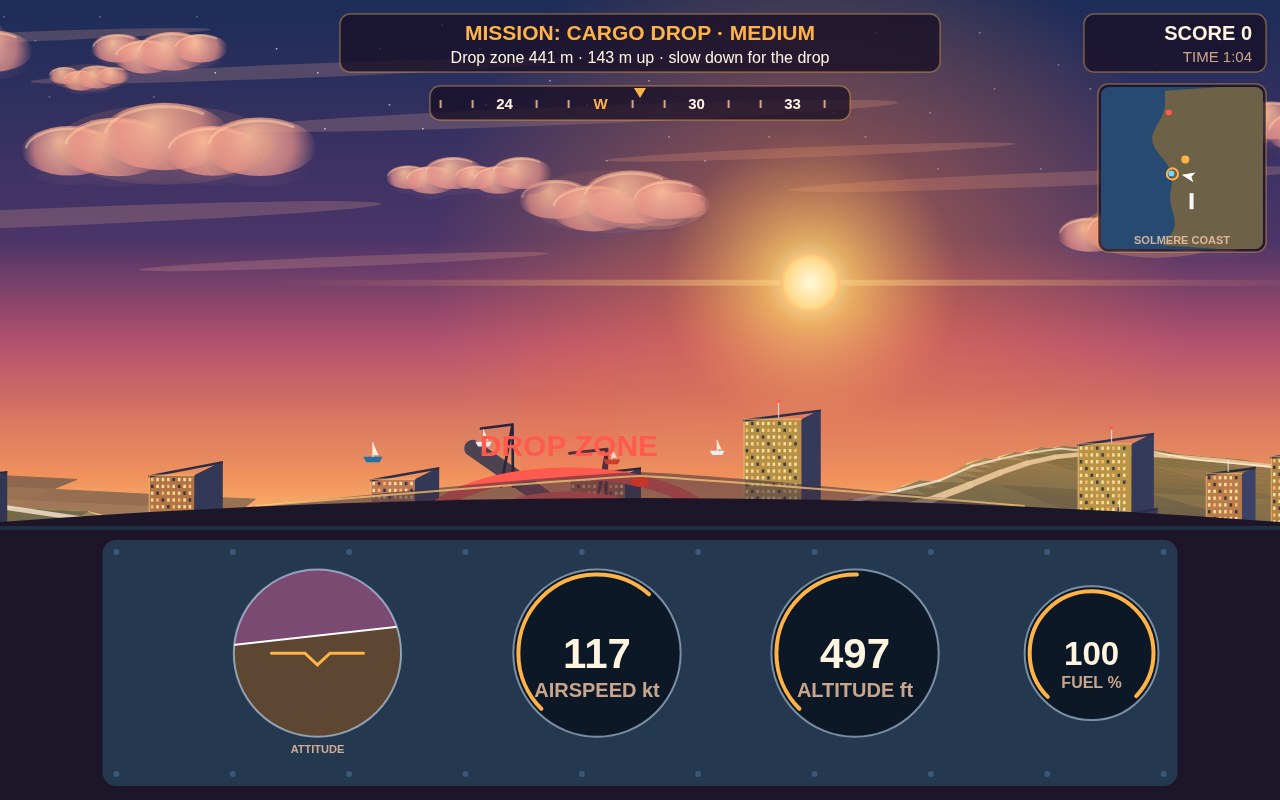 MISSION: CARGO DROP · MEDIUM
Drop zone 441 m · 143 m up · slow down for the drop
SCORE 0
TIME 1:04
24 W 30 33
SOLMERE COAST
DROP ZONE
117
AIRSPEED kt
497
ALTITUDE ft
100
FUEL %
ATTITUDE